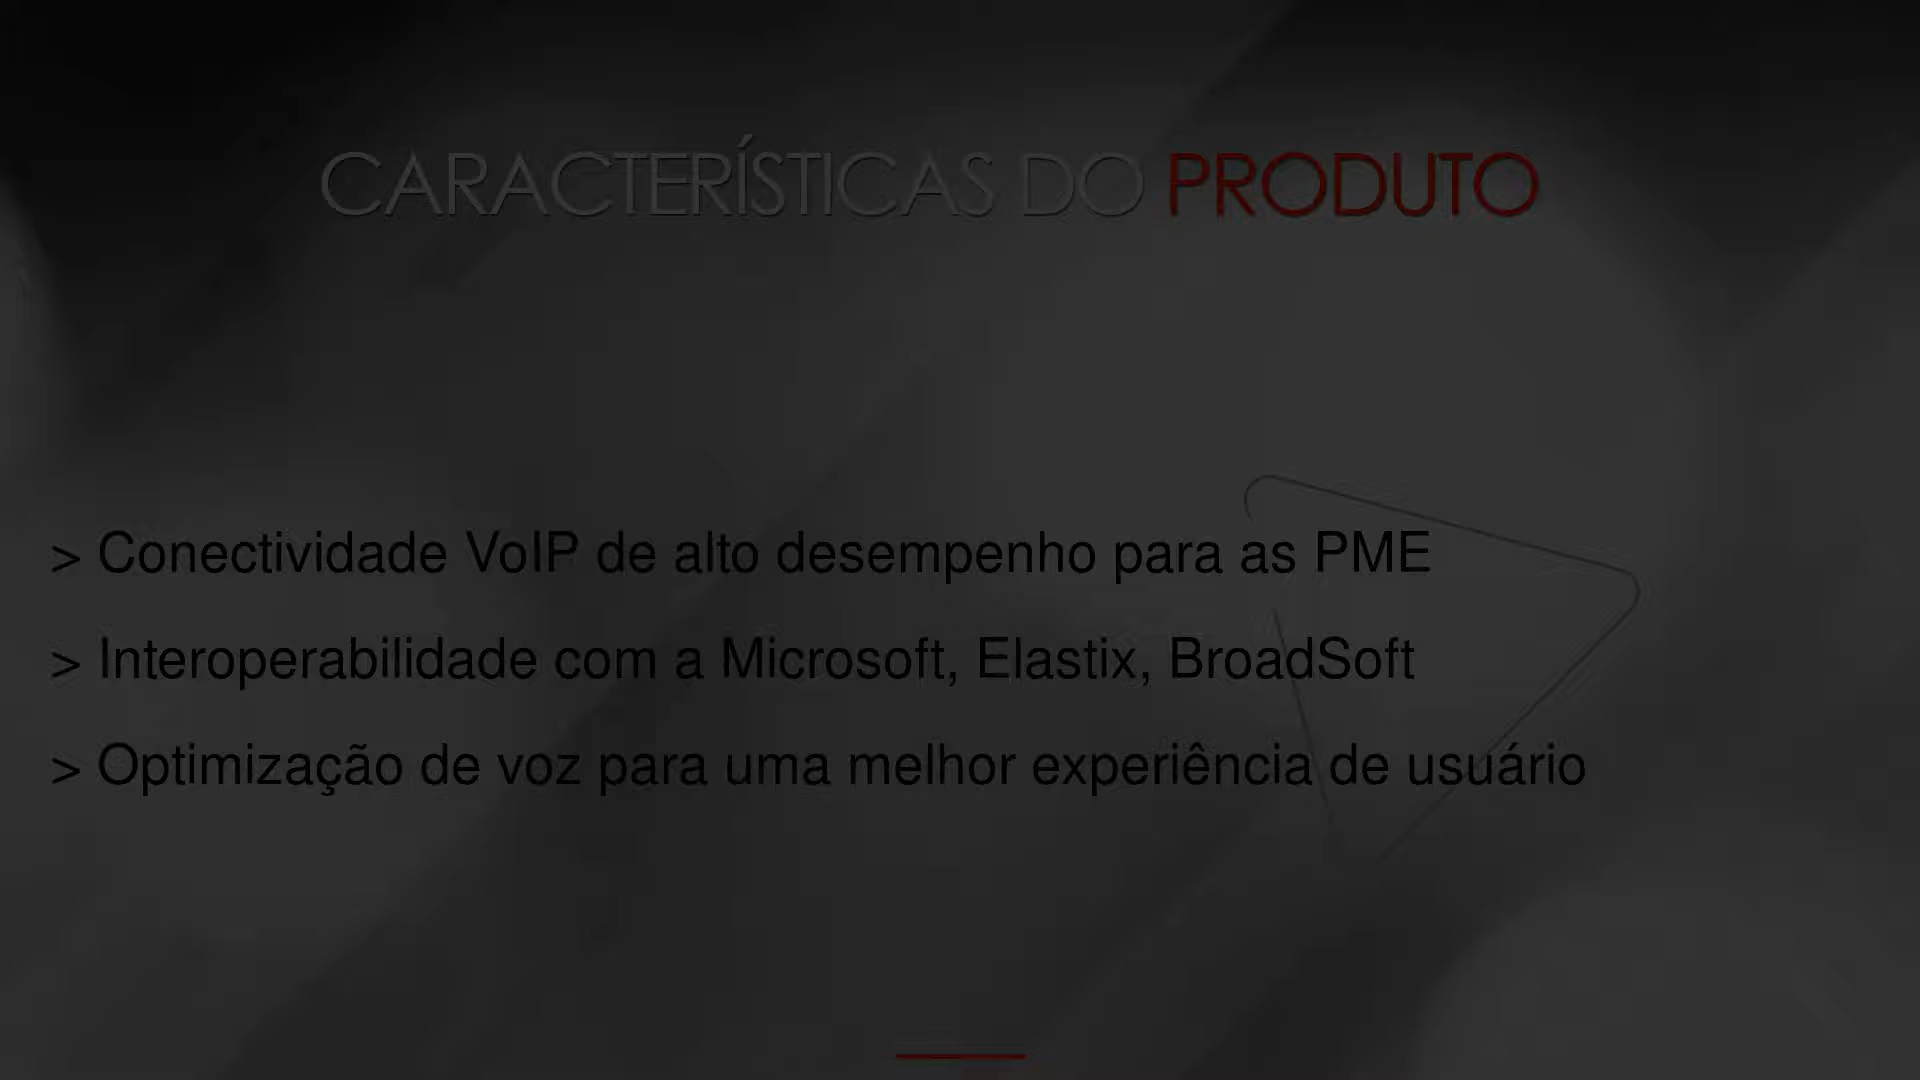 CARACTERÍSTICAS DO PRODUTO
> Conectividade VoIP de alto desempenho para as PME
> Interoperabilidade com a Microsoft, Elastix, BroadSoft
> Optimização de voz para uma melhor experiência de usuário